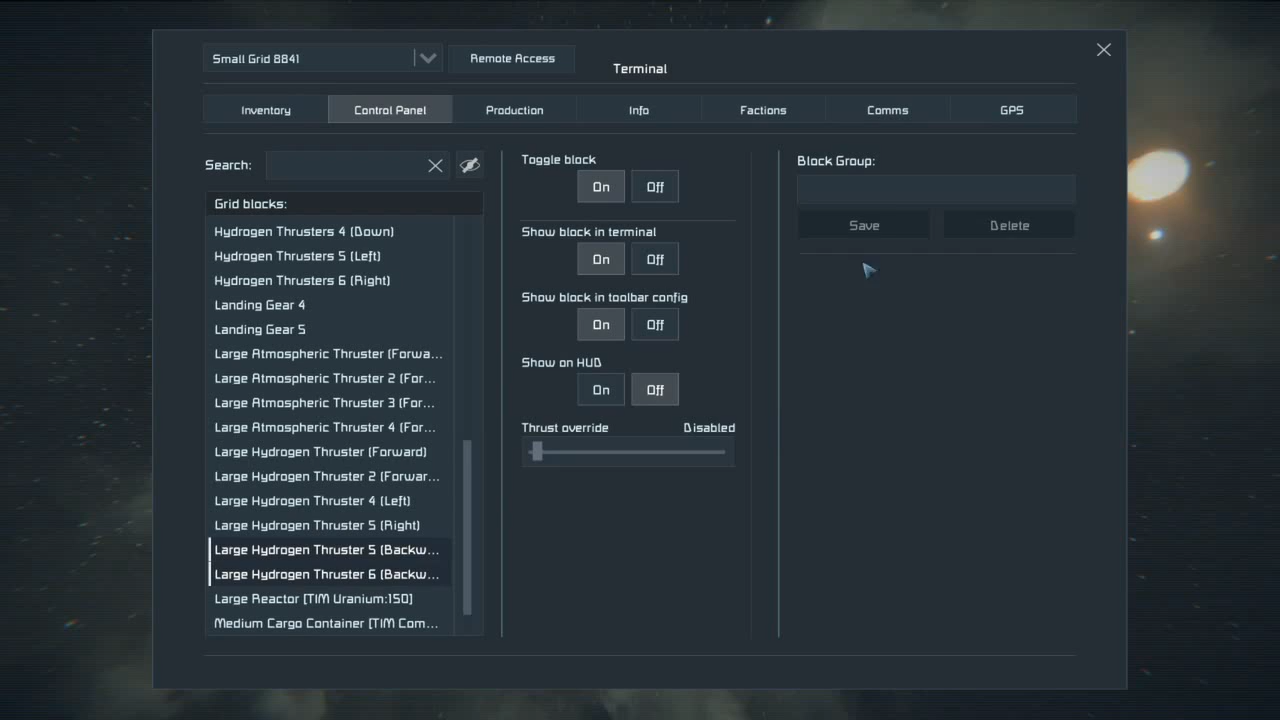 Small Grid 8841
Remote Access
Terminal
Inventory
Control Panel
Production
Info
Factions
Comms
GPS
Search:
Grid blocks:
Hydrogen Thrusters 4 (Down)
Hydrogen Thrusters 5 (Left)
Hydrogen Thrusters 6 (Right)
Landing Gear 4
Landing Gear 5
Large Atmospheric Thruster (Forwa...
Large Atmospheric Thruster 2 (For...
Large Atmospheric Thruster 3 (For...
Large Atmospheric Thruster 4 (For...
Large Hydrogen Thruster (Forward)
Large Hydrogen Thruster 2 (Forwar...
Large Hydrogen Thruster 4 (Left)
Large Hydrogen Thruster 5 (Right)
Large Hydrogen Thruster 5 (Backw...
Large Hydrogen Thruster 6 (Backw...
Large Reactor [TIM Uranium:150]
Medium Cargo Container [TIM Com...
Toggle block
On Off
Show block in terminal
On Off
Show block in toolbar config
On Off
Show on HUD
On Off
Thrust override Disabled
Block Group:
Save
Delete